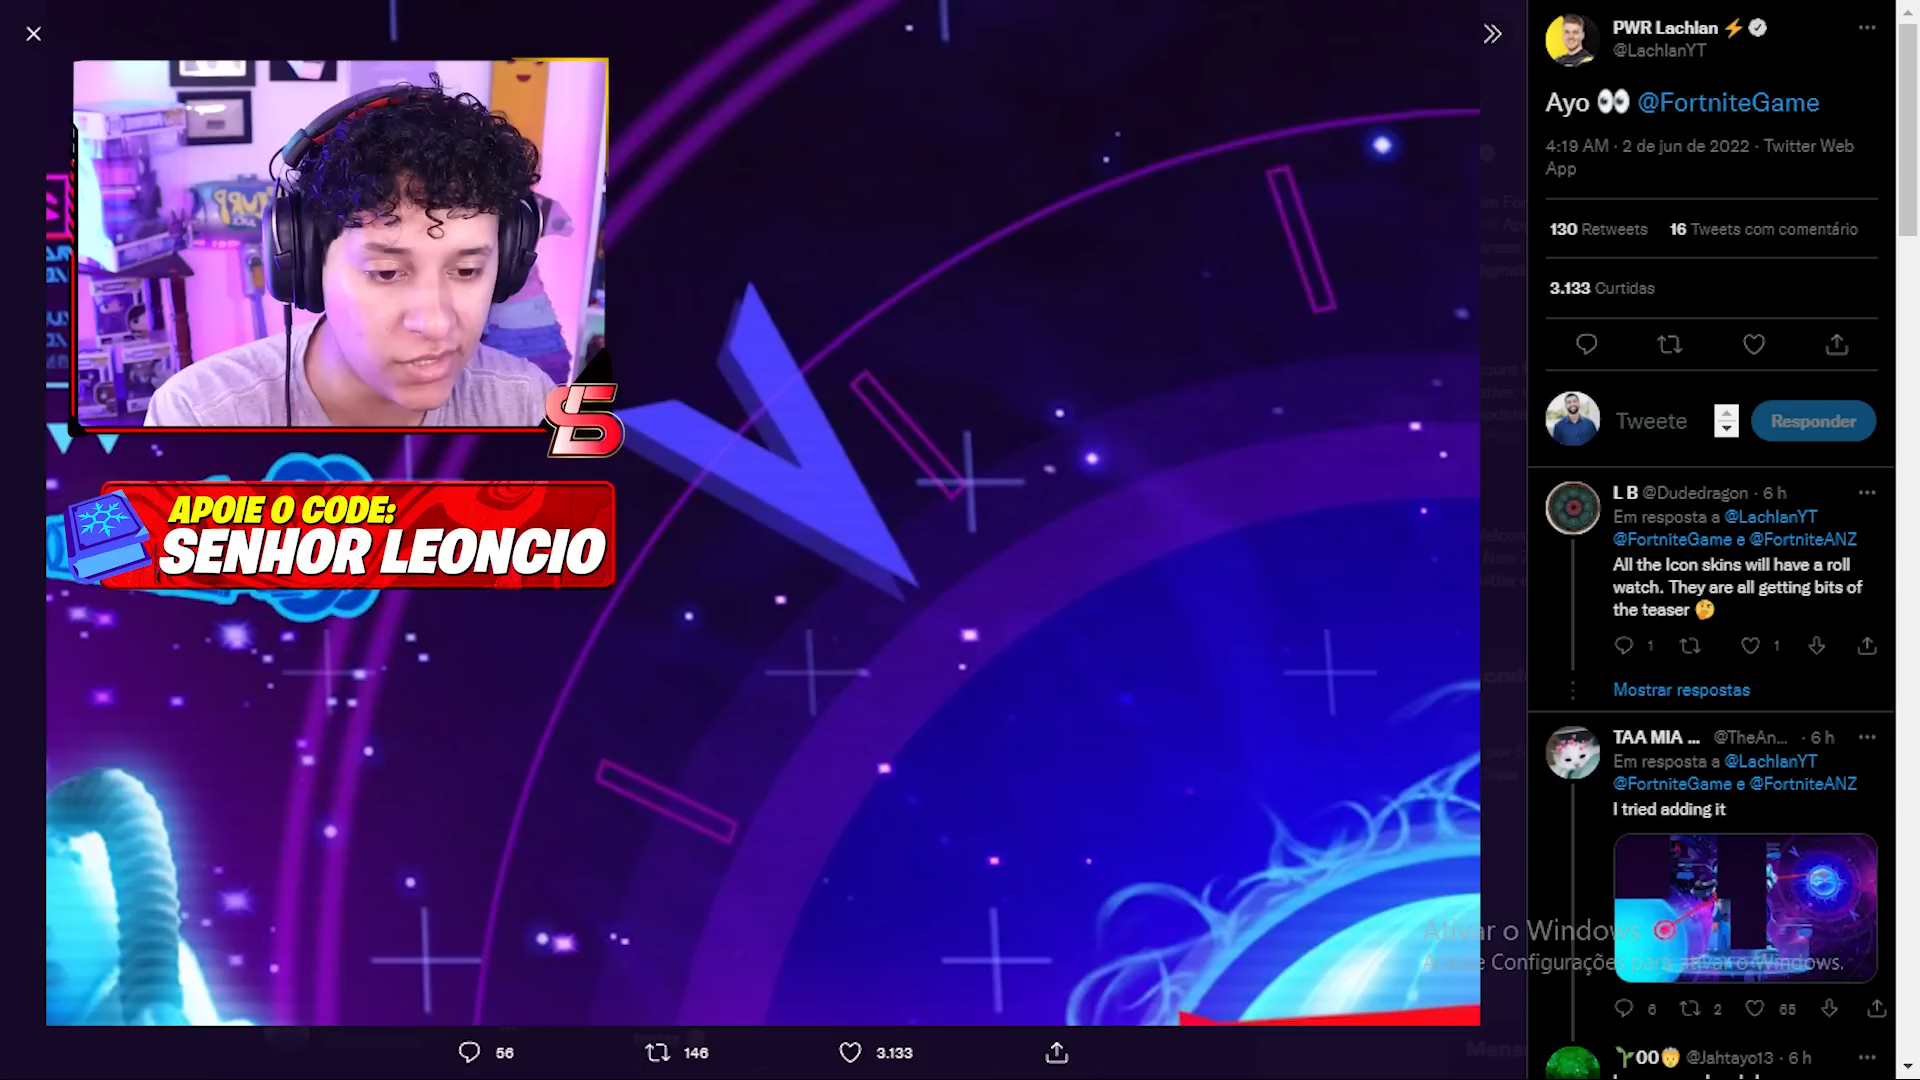 APOIE O CODE:
SENHOR LEONCIO
56
146
3.133
PWR Lachlan
@LachlanYT
Ayo 👀 @FortniteGame
4:19 AM · 2 de jun de 2022 · Twitter Web
App
130 Retweets 16 Tweets com comentário
3.133 Curtidas
Tweete
Responder
L B @Dudedragon · 6 h
Em resposta a @LachlanYT
@FortniteGame e @FortniteANZ
All the Icon skins will have a roll
watch. They are all getting bits of
the teaser 🤔
1 1
Mostrar respostas
TAA MIA ... @TheAn... · 6 h
Em resposta a @LachlanYT
@FortniteGame e @FortniteANZ
I tried adding it
Ativar o Windows
Acesse Configurações para ativar o Windows.
6 2 65
00 @Jahtayo13 · 6 h